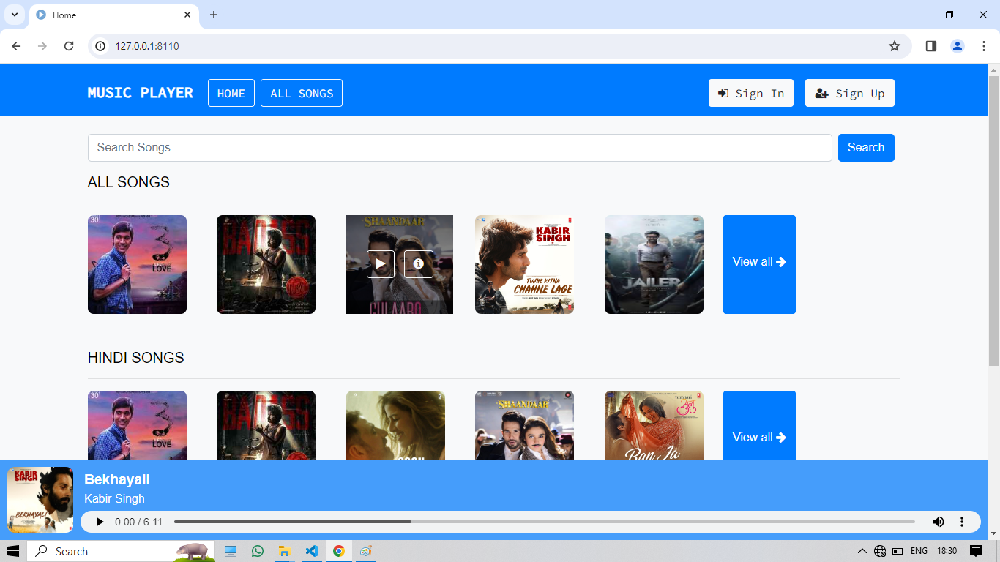 Home
127.0.0.1:8110
MUSIC PLAYER HOME ALL SONGS Sign In Sign Up
Search Songs Search
ALL SONGS
30
3
LOVE
SHAANDAAR
GULAABO
KABIR
SINGH
TUJHE KITNA
CHAHNE LAGE
JAILER
View all
HINDI SONGS
30
3
LOVE
SHAANDAAR
Ban Ja
View all
KABIR
SINGH
BEKHAYALI
Bekhayali
Kabir Singh
0:00 / 6:11
Search ENG 18:30